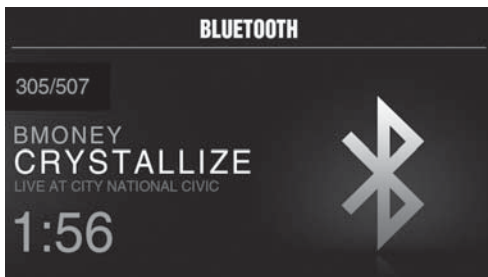 BLUETOOTH
305/507
BMONEY
CRYSTALLIZE
LIVE AT CITY NATIONAL CIVIC
1:56